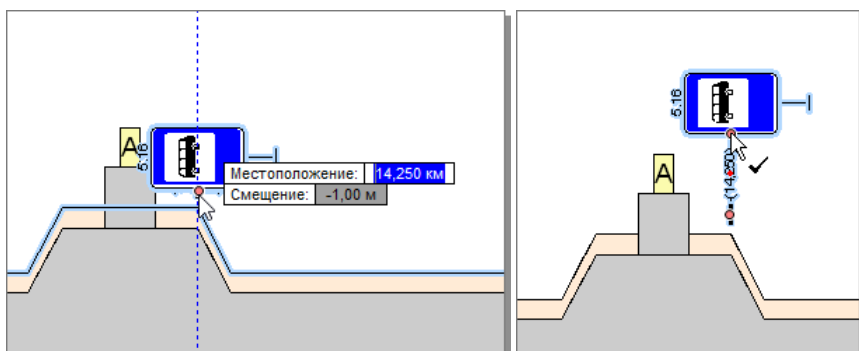 А
5.16
Местоположение: 14,250 км
Смещение: -1,00 м
5.16
(14,250)
А